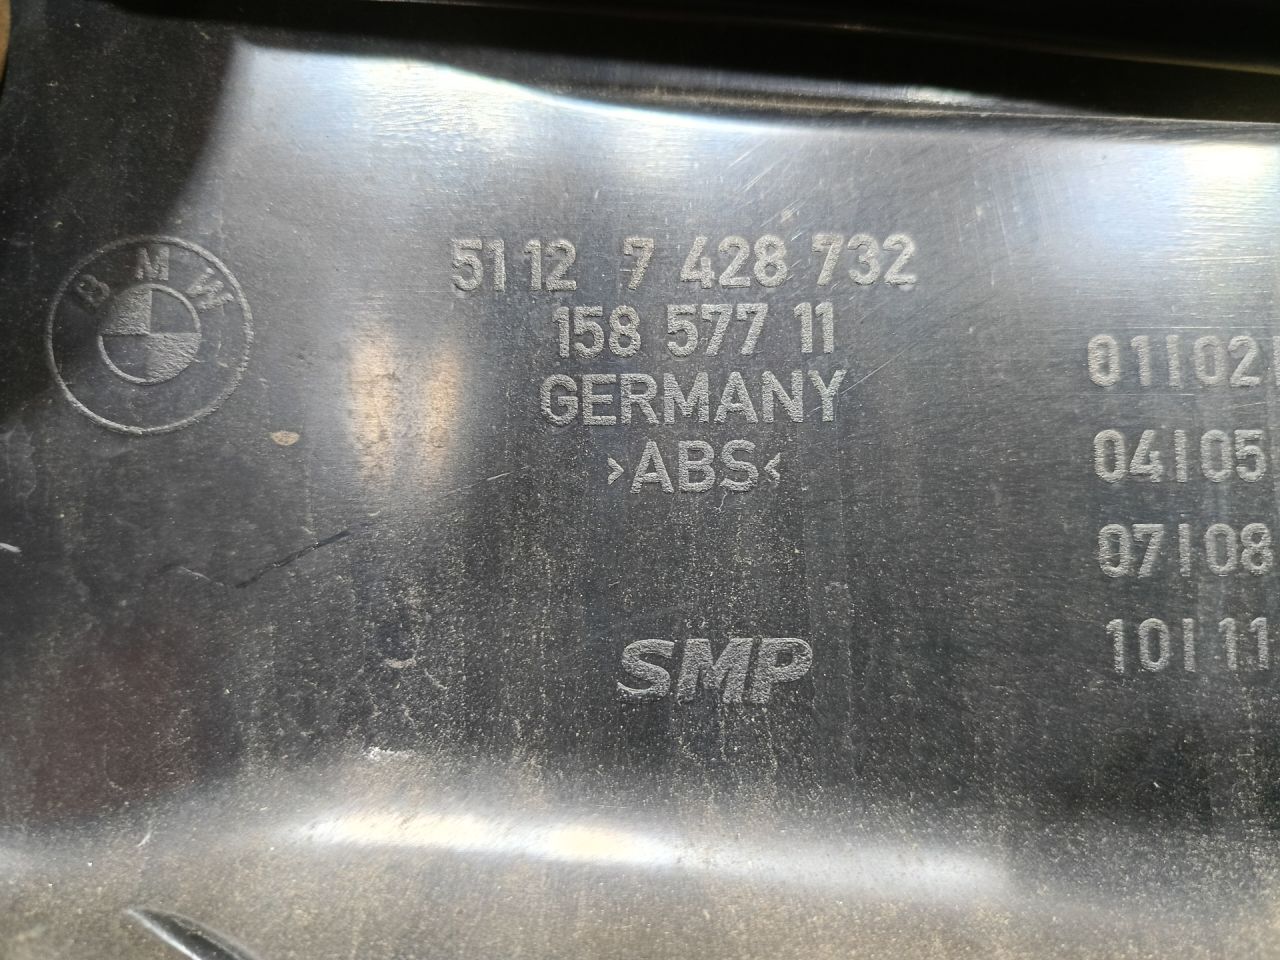 BMW
51 12 7 428 732
158 577 11
GERMANY
>ABS<
SMP
01|02|
04|05|
07|08
10|11